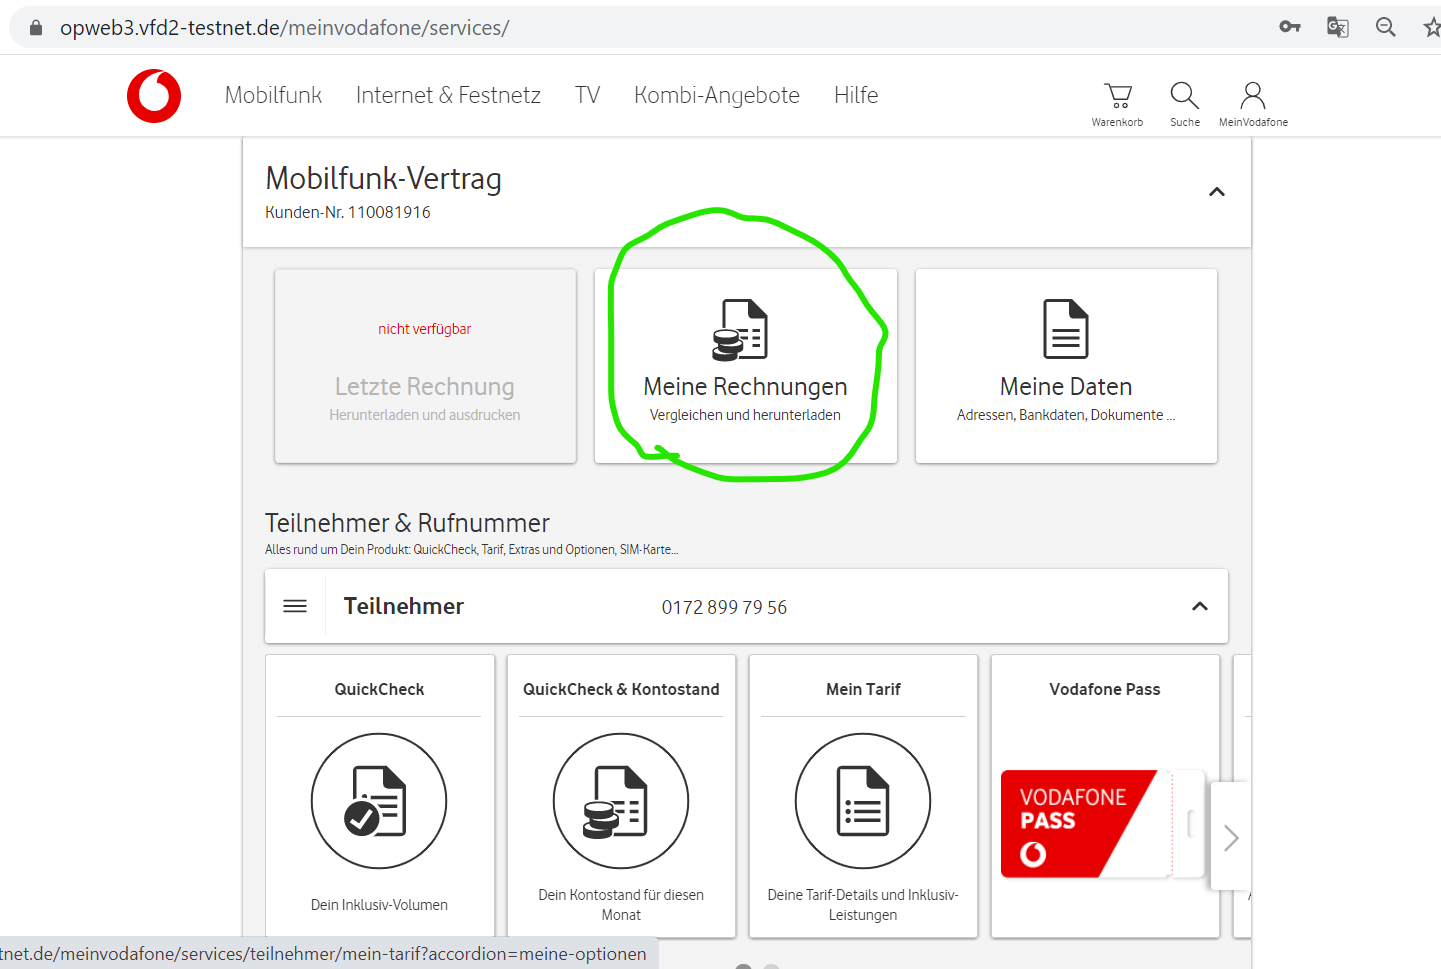 opweb3.vfd2-testnet.de/meinvodafone/services/
Mobilfunk Internet & Festnetz TV Kombi-Angebote Hilfe
Warenkorb Suche MeinVodafone
Mobilfunk-Vertrag
Kunden-Nr. 110081916
nicht verfügbar
Letzte Rechnung
Herunterladen und ausdrucken
Meine Rechnungen
Vergleichen und herunterladen
Meine Daten
Adressen, Bankdaten, Dokumente ...
Teilnehmer & Rufnummer
Alles rund um Dein Produkt: QuickCheck, Tarif, Extras und Optionen, SIM-Karte...
Teilnehmer 0172 899 79 56
QuickCheck
Dein Inklusiv-Volumen
QuickCheck & Kontostand
Dein Kontostand für diesen
Monat
Mein Tarif
Deine Tarif-Details und Inklusiv-
Leistungen
Vodafone Pass
VODAFONE
PASS
tnet.de/meinvodafone/services/teilnehmer/mein-tarif?accordion=meine-optionen